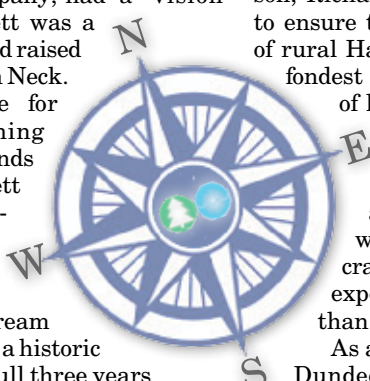 pany, had a vision
ett was a
d raised
Neck.
e for
ning
nds
ett
-
ream
a historic
ull three years
son, Richa
to ensure t
of rural Ha
fondest
of
a
w
cra
expe
than
As a
Dundee
N
E
W
S